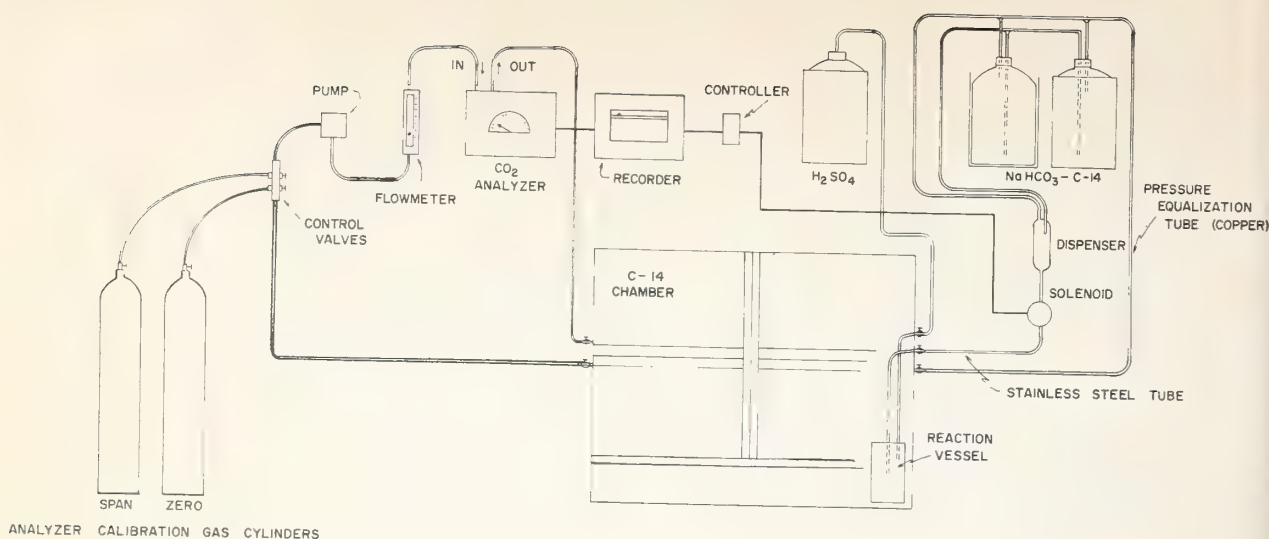 IN
OUT
PUMP
CO2
ANALYZER
FLOWMETER
RECORDER
CONTROLLER
H2SO4
NaHCO3-C-14
PRESSURE
EQUALIZATION
TUBE (COPPER)
CONTROL
VALVES
DISPENSER
C-14
CHAMBER
SOLENOID
STAINLESS STEEL TUBE
REACTION
VESSEL
SPAN
ZERO
ANALYZER CALIBRATION GAS CYLINDERS